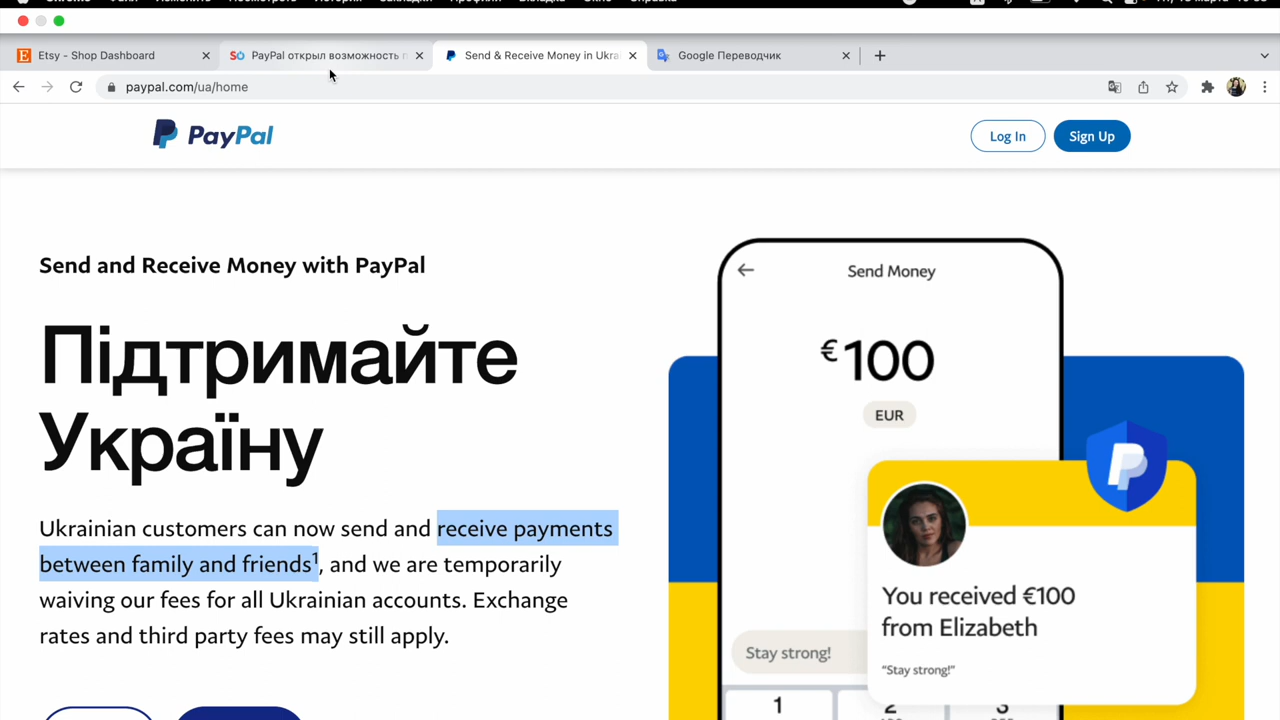 Etsy - Shop Dashboard
PayPal открыл возможность п
Send & Receive Money in Ukra
Google Переводчик
paypal.com/ua/home
PayPal
Log In
Sign Up
Send and Receive Money with PayPal
Підтримайте
Україну
Ukrainian customers can now send and receive payments
between family and friends¹, and we are temporarily
waiving our fees for all Ukrainian accounts. Exchange
rates and third party fees may still apply.
Send Money
€100
EUR
You received €100
from Elizabeth
"Stay strong!"
Stay strong!
1
2
3